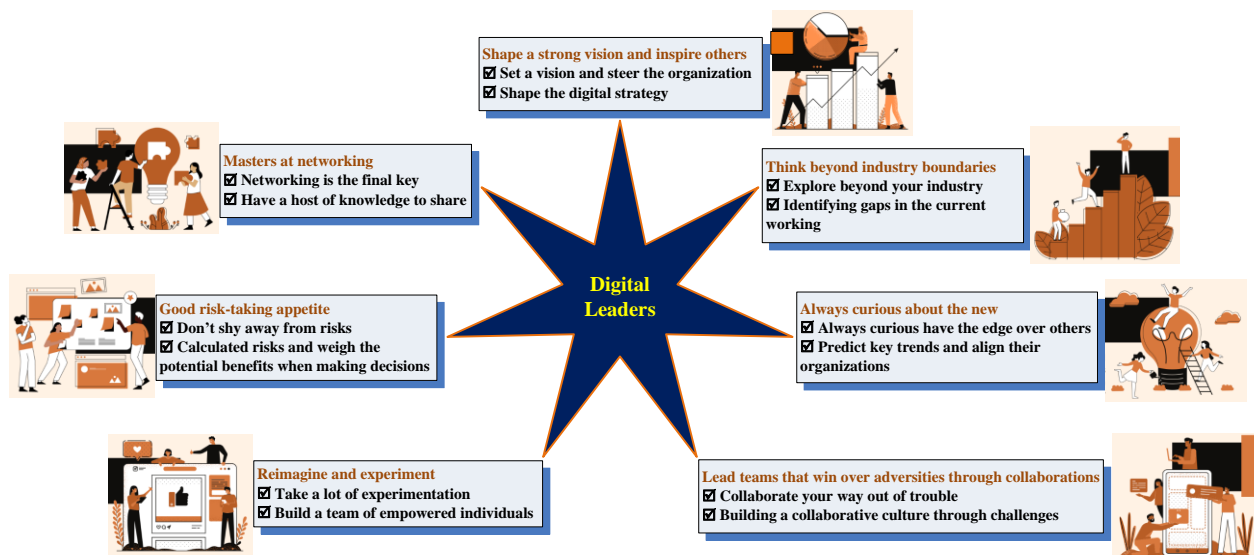 Shape a strong vision and inspire others
☑ Set a vision and steer the organization
☑ Shape the digital strategy
Masters at networking
☑ Networking is the final key
☑ Have a host of knowledge to share
Think beyond industry boundaries
☑ Explore beyond your industry
☑ Identifying gaps in the current
working
Digital
Leaders
Good risk-taking appetite
☑ Don’t shy away from risks
☑ Calculated risks and weigh the
potential benefits when making decisions
Always curious about the new
☑ Always curious have the edge over others
☑ Predict key trends and align their
organizations
Reimagine and experiment
☑ Take a lot of experimentation
☑ Build a team of empowered individuals
Lead teams that win over adversities through collaborations
☑ Collaborate your way out of trouble
☑ Building a collaborative culture through challenges